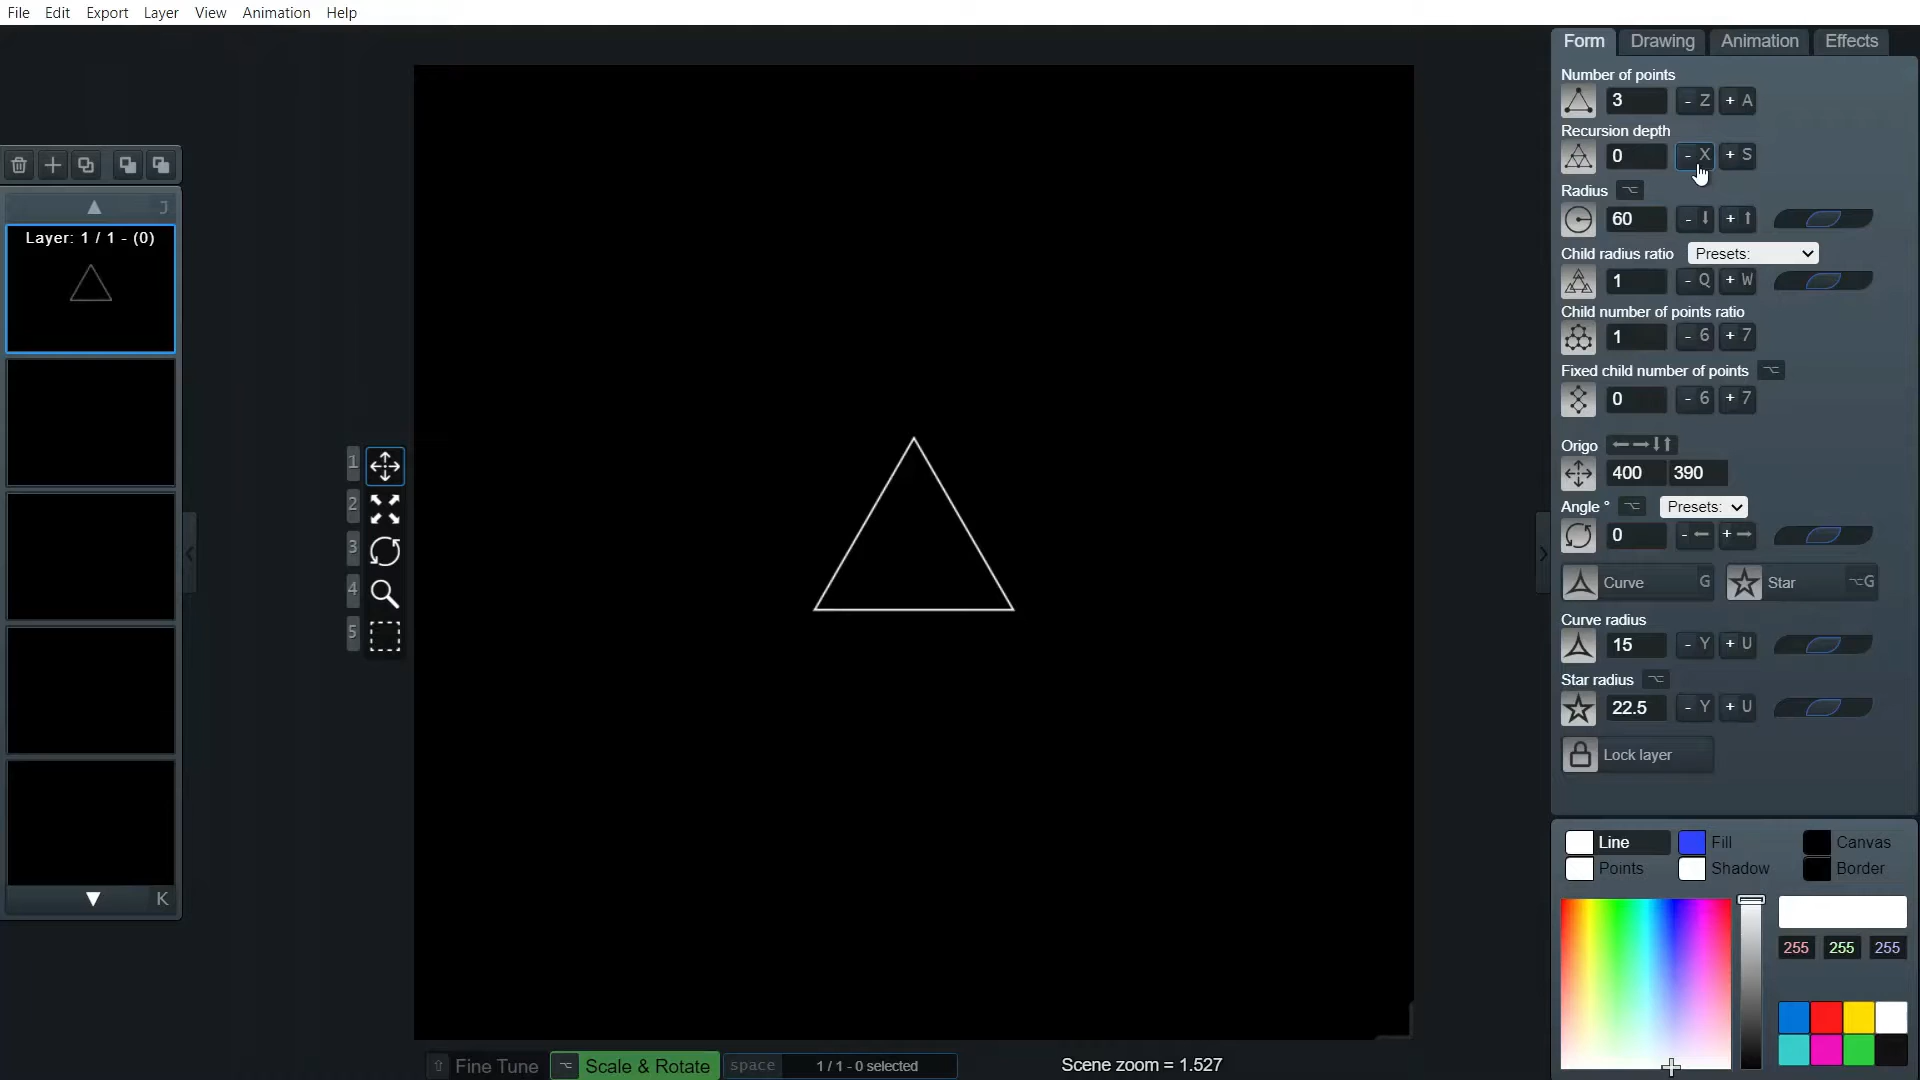 File Edit Export Layer View Animation Help
Form Drawing Animation Effects
Number of points
3 - Z + A
Recursion depth
0 - X + S
Radius ⌥
60 - ↓ + ↑
Child radius ratio Presets:
1 - Q + W
Child number of points ratio
1 - 6 + 7
Fixed child number of points ⌥
0 - 6 + 7
Origo ←→↓↑
400 390
Angle ° ⌥ Presets:
0 - ← + →
Curve G Star ⌥G
Curve radius
15 - Y + U
Star radius ⌥
22.5 - Y + U
Lock layer
Line Fill Canvas
Points Shadow Border
255 255 255
J
Layer: 1 / 1 - (0)
K
1
2
3
4
5
⇧ Fine Tune ⌥ Scale & Rotate space 1 / 1 - 0 selected Scene zoom = 1.527